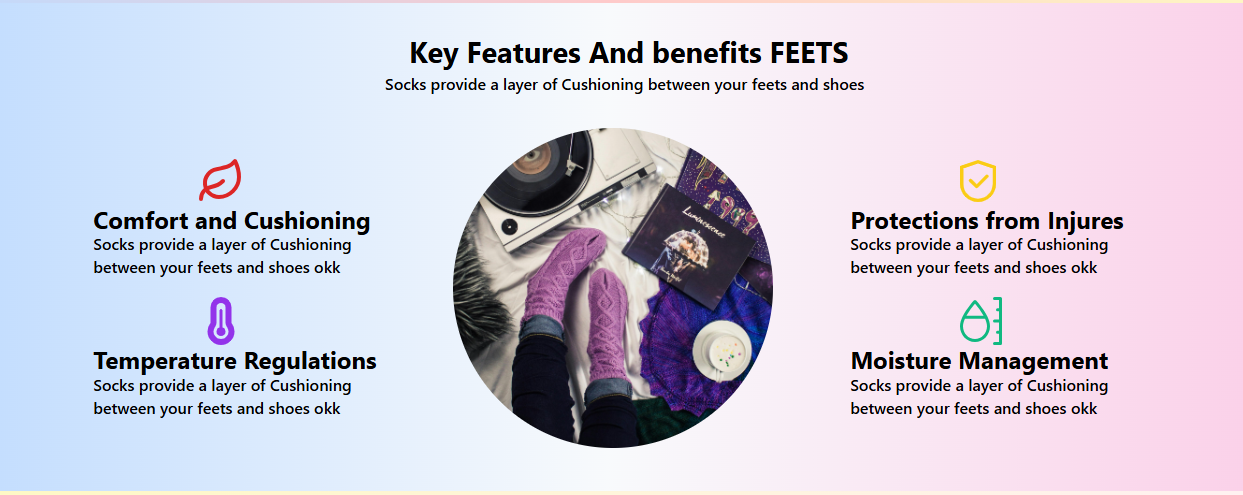 Key Features And benefits FEETS
Socks provide a layer of Cushioning between your feets and shoes
Comfort and Cushioning
Socks provide a layer of Cushioning
between your feets and shoes okk
Temperature Regulations
Socks provide a layer of Cushioning
between your feets and shoes okk
Luminescence
Protections from Injures
Socks provide a layer of Cushioning
between your feets and shoes okk
Moisture Management
Socks provide a layer of Cushioning
between your feets and shoes okk